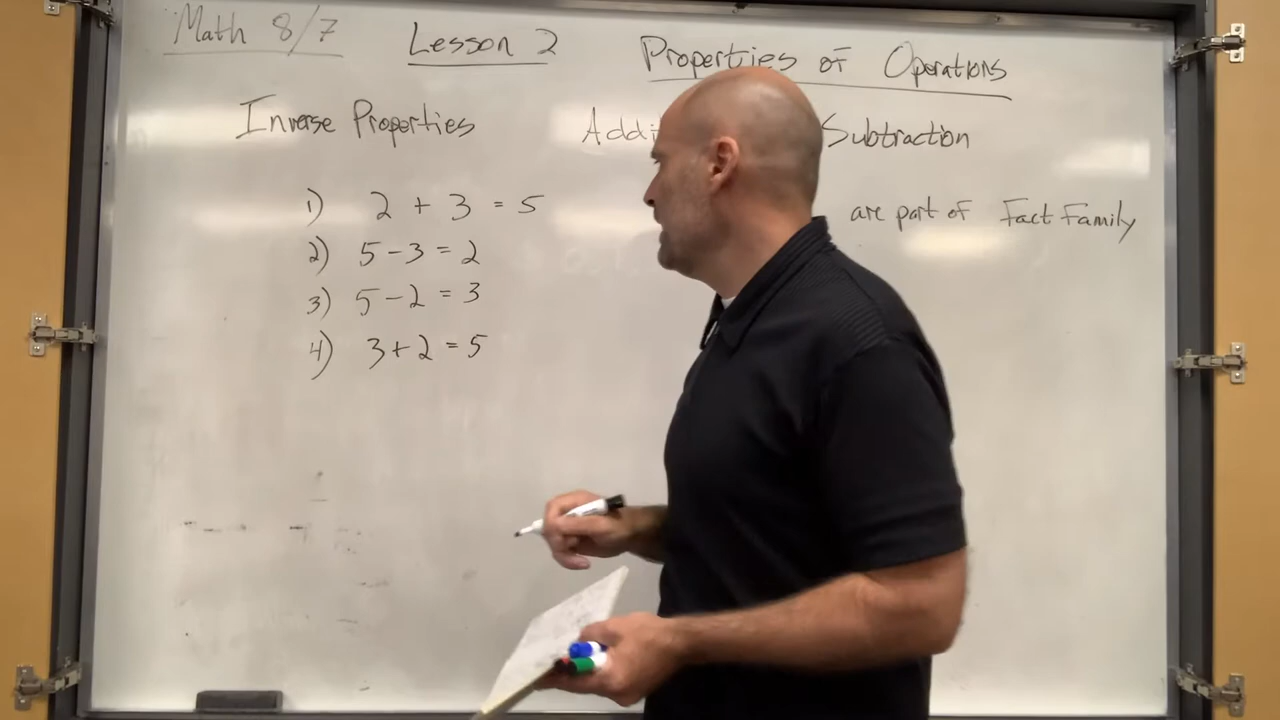 Math 8/7 Lesson 2 Properties of Operations
Inverse Properties Addi Subtraction
1) 2 + 3 = 5 are part of Fact Family
2) 5 - 3 = 2
3) 5 - 2 = 3
4) 3 + 2 = 5